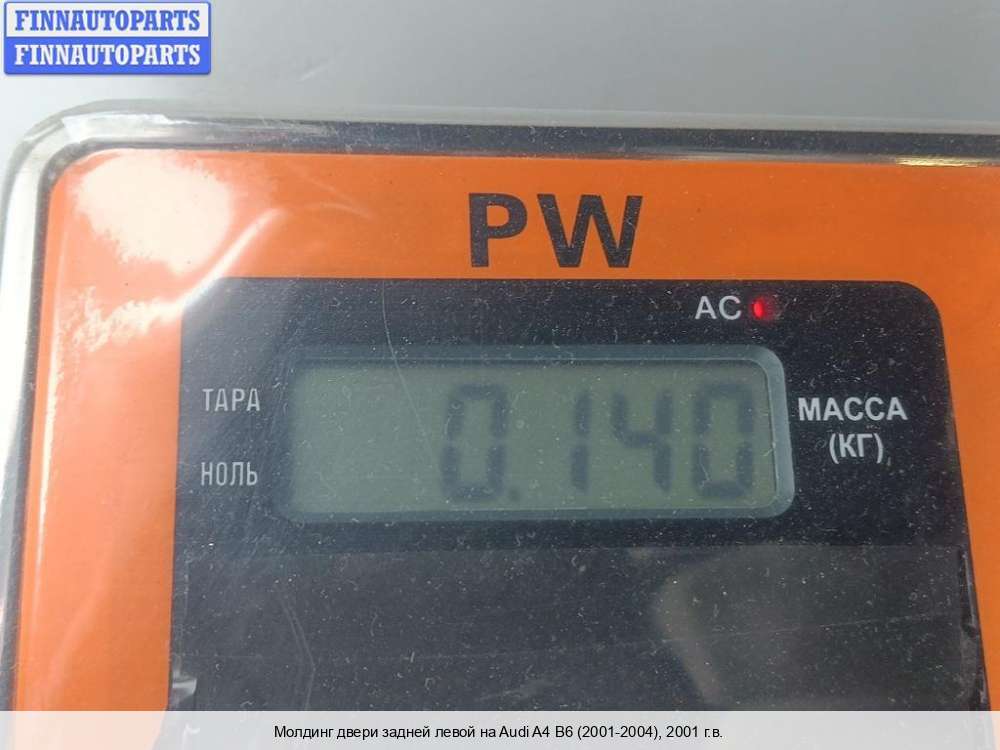 FINNAUTOPARTS
FINNAUTOPARTS
PW
AC
ТАРА
0.140
МАССА
(КГ)
НОЛЬ
Молдинг двери задней левой на Audi A4 B6 (2001-2004), 2001 г.в.